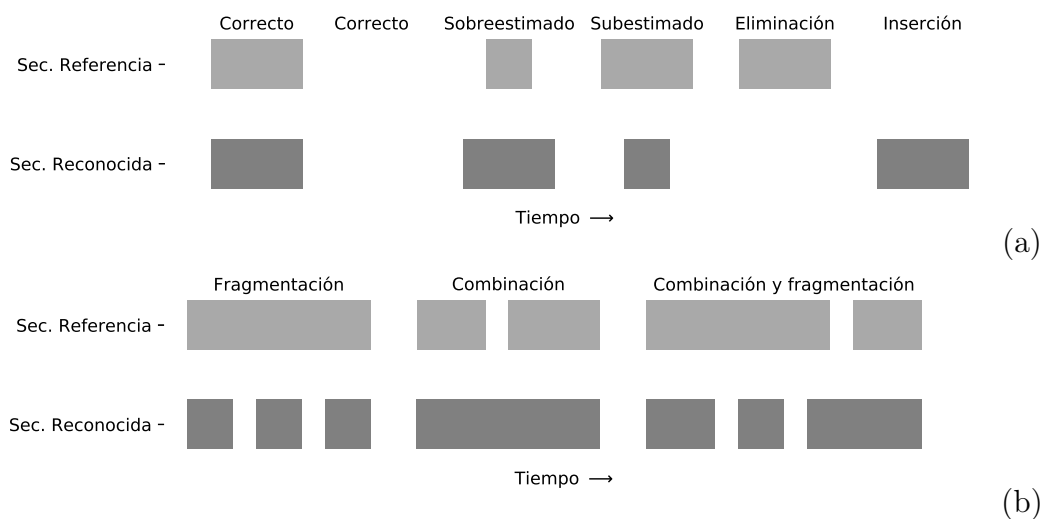 Correcto Correcto Sobreestimado Subestimado Eliminación Inserción
Sec. Referencia
Sec. Reconocida
Tiempo →
(a)
Fragmentación Combinación Combinación y fragmentación
Sec. Referencia
Sec. Reconocida
Tiempo →
(b)